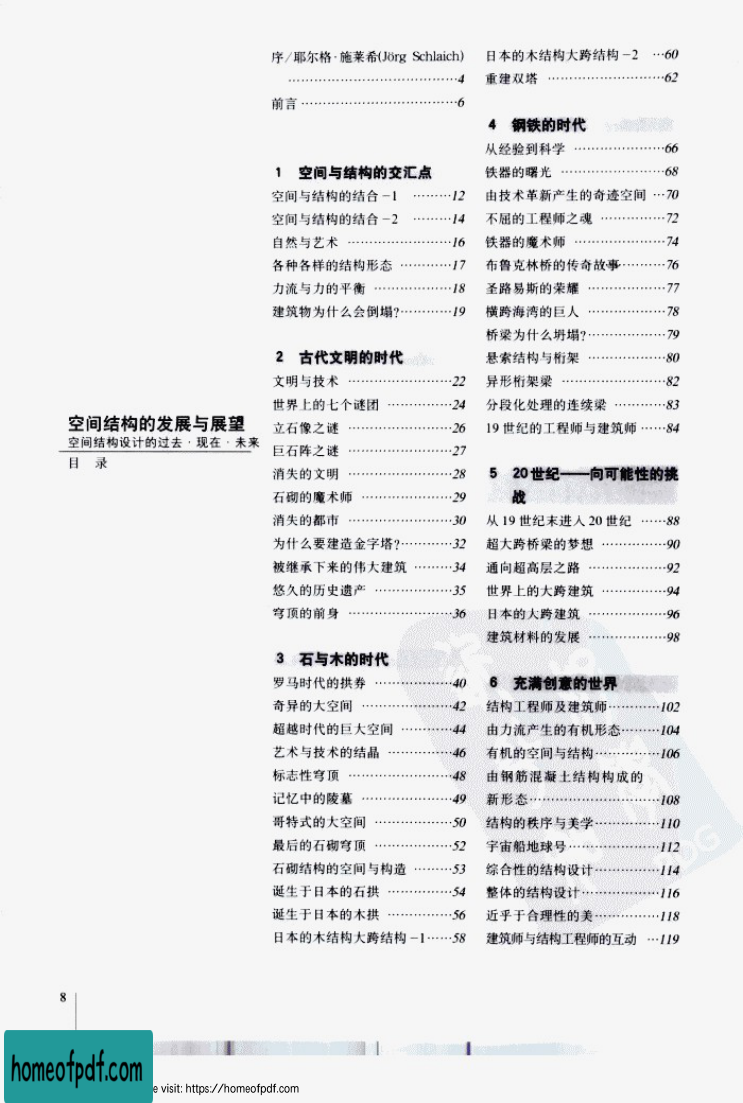 空间结构的发展与展望
空间结构设计的过去·现在·未来
目 录
序/耶尔格·施莱希(Jörg Schlaich)
…………………………………4
前言………………………………6
1 空间与结构的交汇点
空间与结构的结合-1 ………12
空间与结构的结合-2 ………14
自然与艺术 ……………………16
各种各样的结构形态 …………17
力流与力的平衡 ………………18
建筑物为什么会倒塌?…………19
2 古代文明的时代
文明与技术 ……………………22
世界上的七个谜团 ……………24
立石像之谜 ……………………26
巨石阵之谜 ……………………27
消失的文明 ……………………28
石砌的魔术师 …………………29
消失的都市 ……………………30
为什么要建造金字塔?…………32
被继承下来的伟大建筑 ………34
悠久的历史遗产 ………………35
穹顶的前身 ……………………36
3 石与木的时代
罗马时代的拱券 ………………40
奇异的大空间 …………………42
超越时代的巨大空间 …………44
艺术与技术的结晶 ……………46
标志性穹顶 ……………………48
记忆中的陵墓 …………………49
哥特式的大空间 ………………50
最后的石砌穹顶 ………………52
石砌结构的空间与构造 ………53
诞生于日本的石拱 ……………54
诞生于日本的木拱 ……………56
日本的木结构大跨结构-1……58
日本的木结构大跨结构-2 …60
重建双塔 ………………………62
4 钢铁的时代
从经验到科学 …………………66
铁器的曙光 ……………………68
由技术革新产生的奇迹空间 …70
不屈的工程师之魂 ……………72
铁器的魔术师 …………………74
布鲁克林桥的传奇故事………76
圣路易斯的荣耀 ………………77
横跨海湾的巨人 ………………78
桥梁为什么坍塌?………………79
悬索结构与桁架 ………………80
异形桁架梁 ……………………82
分段化处理的连续梁 …………83
19世纪的工程师与建筑师 ……84
5 20世纪——向可能性的挑
战
从19世纪末进入20世纪 ……88
超大跨桥梁的梦想 ……………90
通向超高层之路 ………………92
世界上的大跨建筑 ……………94
日本的大跨建筑 ………………96
建筑材料的发展 ………………98
6 充满创意的世界
结构工程师及建筑师…………102
由力流产生的有机形态………104
有机的空间与结构……………106
由钢筋混凝土结构构成的
新形态…………………………108
结构的秩序与美学……………110
宇宙船地球号…………………112
综合性的结构设计……………114
整体的结构设计………………116
近乎于合理性的美……………118
建筑师与结构工程师的互动 …119
8
homeofpdf.com
e visit: https://homeofpdf.com